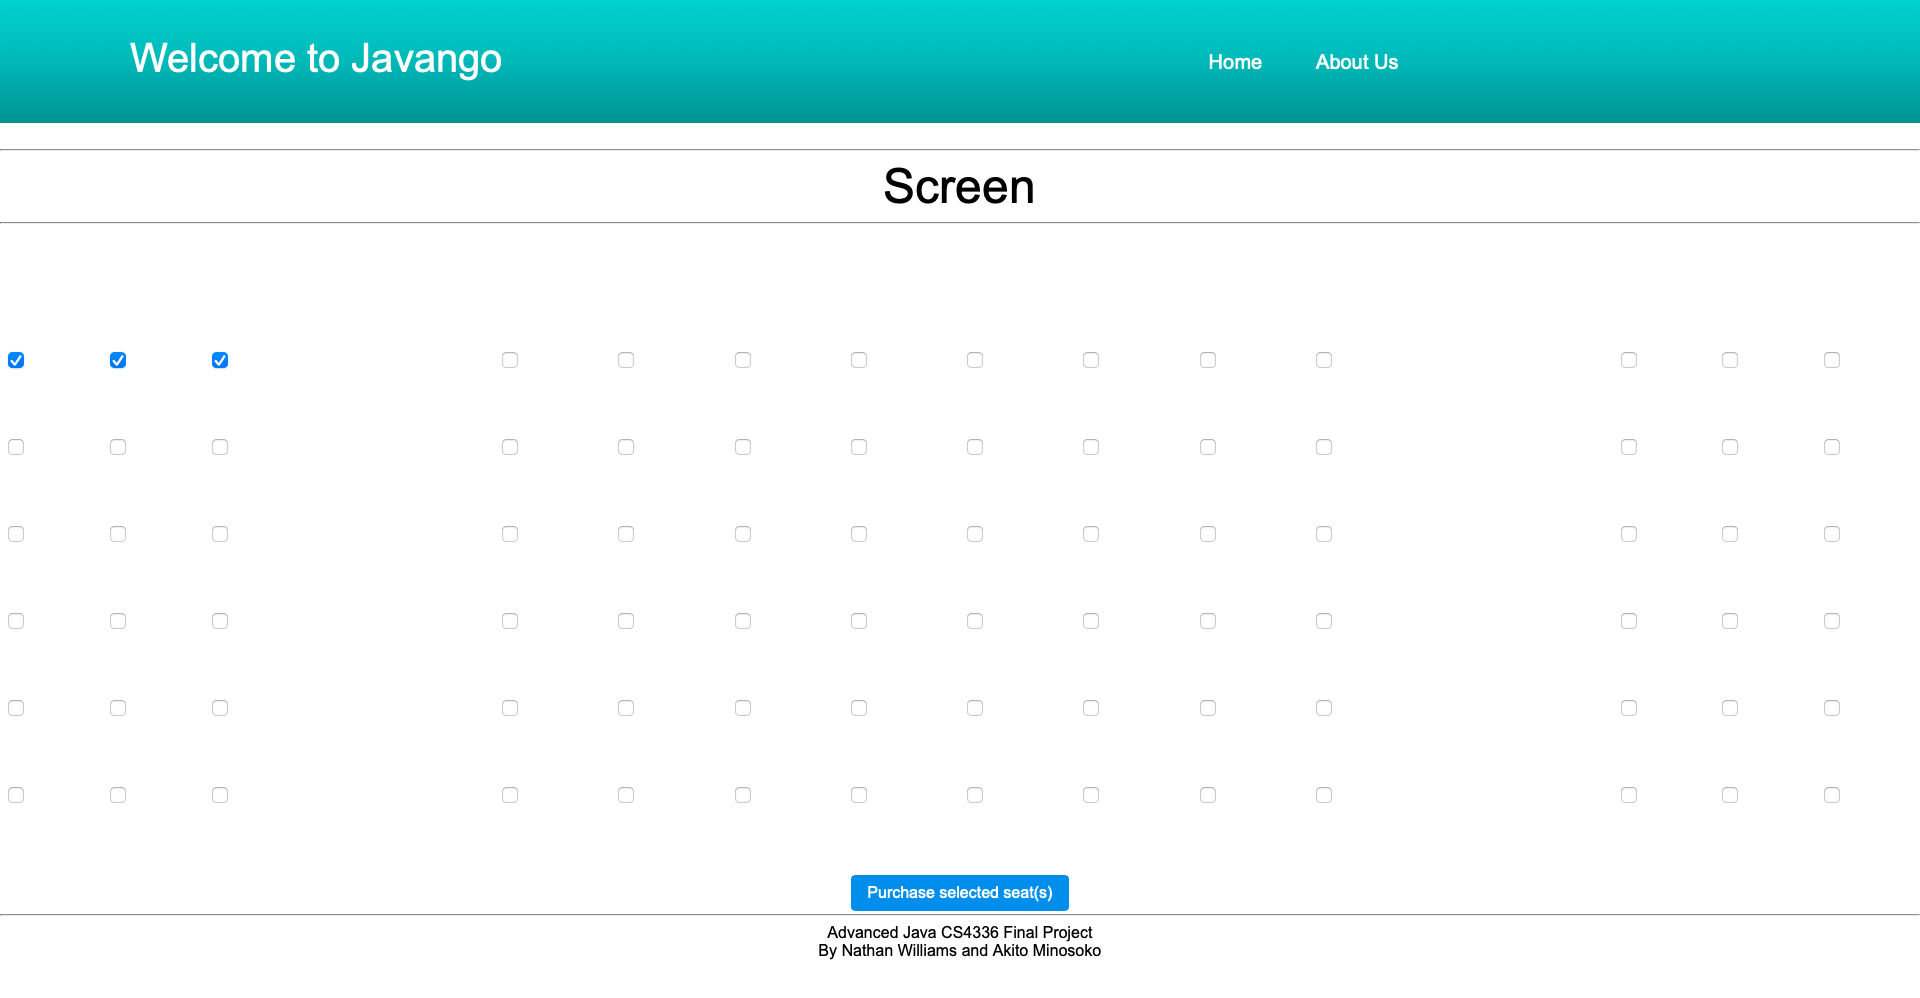 Welcome to Javango
Home About Us
Screen
Purchase selected seat(s)
Advanced Java CS4336 Final Project
By Nathan Williams and Akito Minosoko